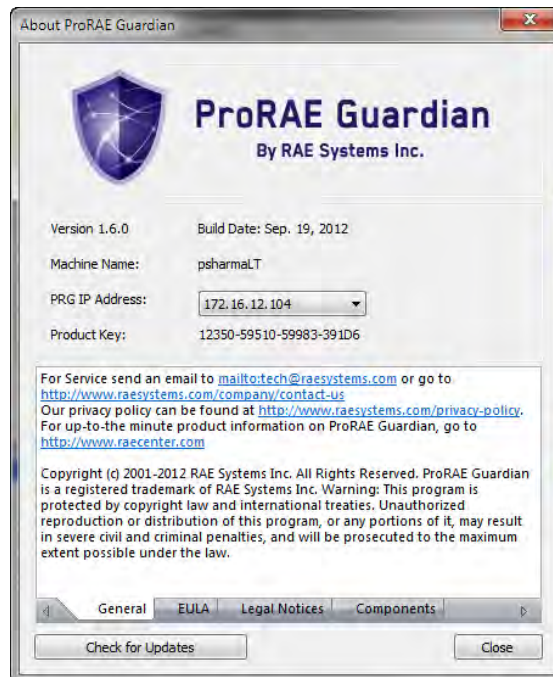 About ProRAE Guardian
ProRAE Guardian
By RAE Systems Inc.
Version 1.6.0 Build Date: Sep. 19, 2012
Machine Name: psharmaLT
PRG IP Address: 172.16.12.104
Product Key: 12350-59510-59983-391D6
For Service send an email to mailto:tech@raesystems.com or go to
http://www.raesystems.com/company/contact-us
Our privacy policy can be found at http://www.raesystems.com/privacy-policy.
For up-to-the minute product information on ProRAE Guardian, go to
http://www.raecenter.com
Copyright (c) 2001-2012 RAE Systems Inc. All Rights Reserved. ProRAE Guardian
is a registered trademark of RAE Systems Inc. Warning: This program is
protected by copyright law and international treaties. Unauthorized
reproduction or distribution of this program, or any portions of it, may result
in severe civil and criminal penalties, and will be prosecuted to the maximum
extent possible under the law.
General EULA Legal Notices Components
Check for Updates Close